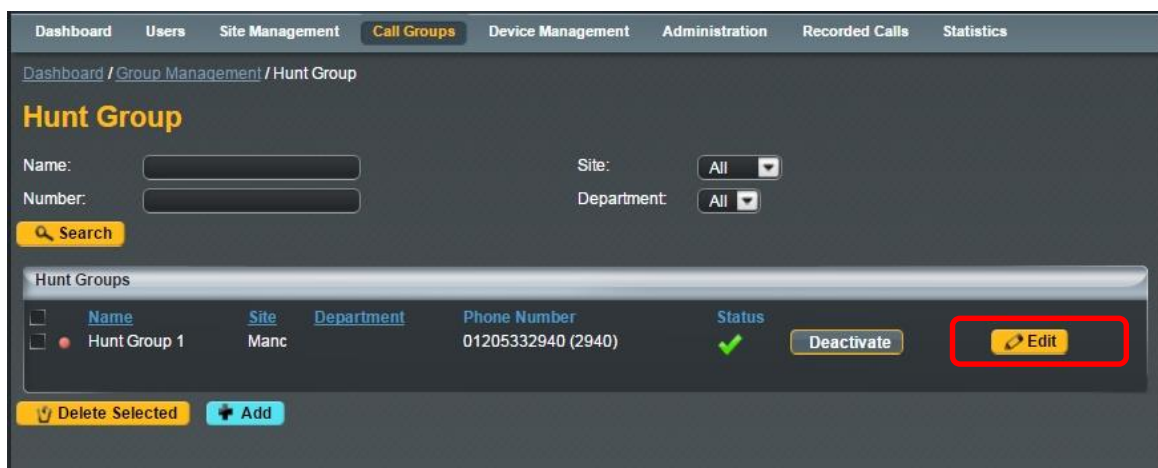 Dashboard Users Site Management Call Groups Device Management Administration Recorded Calls Statistics
Dashboard / Group Management / Hunt Group
Hunt Group
Name: Site: All
Number: Department: All
Search
Hunt Groups
Name Site Department Phone Number Status
Hunt Group 1 Manc 01205332940 (2940) Deactivate Edit
Delete Selected Add